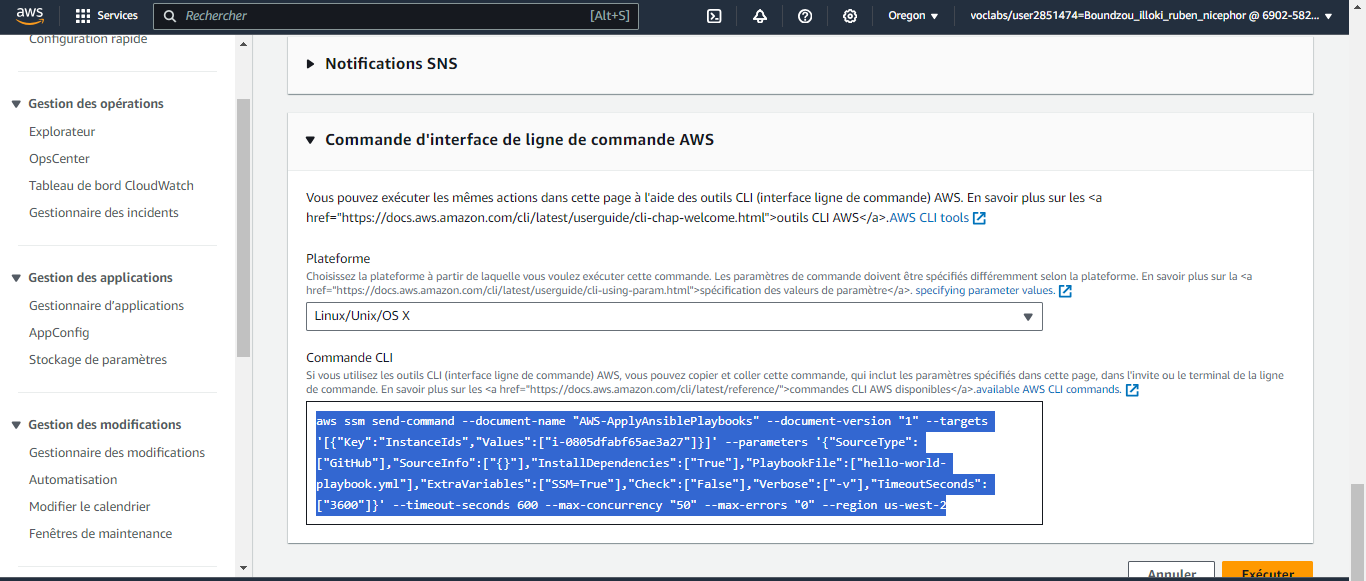 aws
Services
Rechercher
[Alt+S]
Oregon
voclabs/user2851474=Boundzou_illoki_ruben_nicephor @ 6902-582...
Configuration rapide
Gestion des opérations
Explorateur
OpsCenter
Tableau de bord CloudWatch
Gestionnaire des incidents
Gestion des applications
Gestionnaire d'applications
AppConfig
Stockage de paramètres
Gestion des modifications
Gestionnaire des modifications
Automatisation
Modifier le calendrier
Fenêtres de maintenance
Notifications SNS
Commande d'interface de ligne de commande AWS
Vous pouvez exécuter les mêmes actions dans cette page à l'aide des outils CLI (interface ligne de commande) AWS. En savoir plus sur les <a
href="https://docs.aws.amazon.com/cli/latest/userguide/cli-chap-welcome.html">outils CLI AWS</a>.AWS CLI tools
Plateforme
Choisissez la plateforme à partir de laquelle vous voulez exécuter cette commande. Les paramètres de commande doivent être spécifiés différemment selon la plateforme. En savoir plus sur la <a
href="https://docs.aws.amazon.com/cli/latest/userguide/cli-using-param.html">spécification des valeurs de paramètre</a>. specifying parameter values.
Linux/Unix/OS X
Commande CLI
Si vous utilisez les outils CLI (interface ligne de commande) AWS, vous pouvez copier et coller cette commande, qui inclut les paramètres spécifiés dans cette page, dans l'invite ou le terminal de la ligne
de commande. En savoir plus sur les <a href="https://docs.aws.amazon.com/cli/latest/reference/">commandes CLI AWS disponibles</a>.available AWS CLI commands.
aws ssm send-command --document-name "AWS-ApplyAnsiblePlaybooks" --document-version "1" --targets
'[{"Key":"InstanceIds","Values":["i-0805dfabf65ae3a27"]}]' --parameters '{"SourceType":
["GitHub"],"SourceInfo":["{}"],"InstallDependencies":["True"],"PlaybookFile":["hello-world-
playbook.yml"],"ExtraVariables":["SSM=True"],"Check":["False"],"Verbose":["-v"],"TimeoutSeconds":
["3600"]}' --timeout-seconds 600 --max-concurrency "50" --max-errors "0" --region us-west-2
Annuler
Exécuter